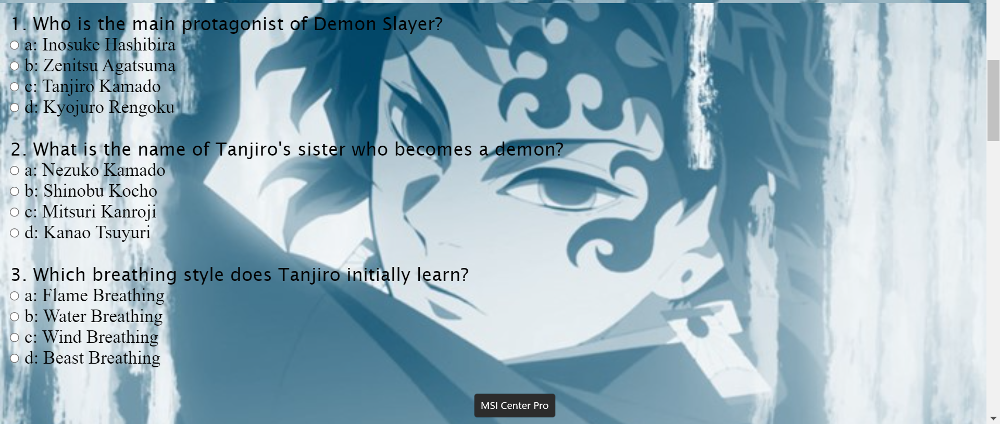 1. Who is the main protagonist of Demon Slayer?
a: Inosuke Hashibira
b: Zenitsu Agatsuma
c: Tanjiro Kamado
d: Kyojuro Rengoku
2. What is the name of Tanjiro's sister who becomes a demon?
a: Nezuko Kamado
b: Shinobu Kocho
c: Mitsuri Kanroji
d: Kanao Tsuyuri
3. Which breathing style does Tanjiro initially learn?
a: Flame Breathing
b: Water Breathing
c: Wind Breathing
d: Beast Breathing
MSI Center Pro